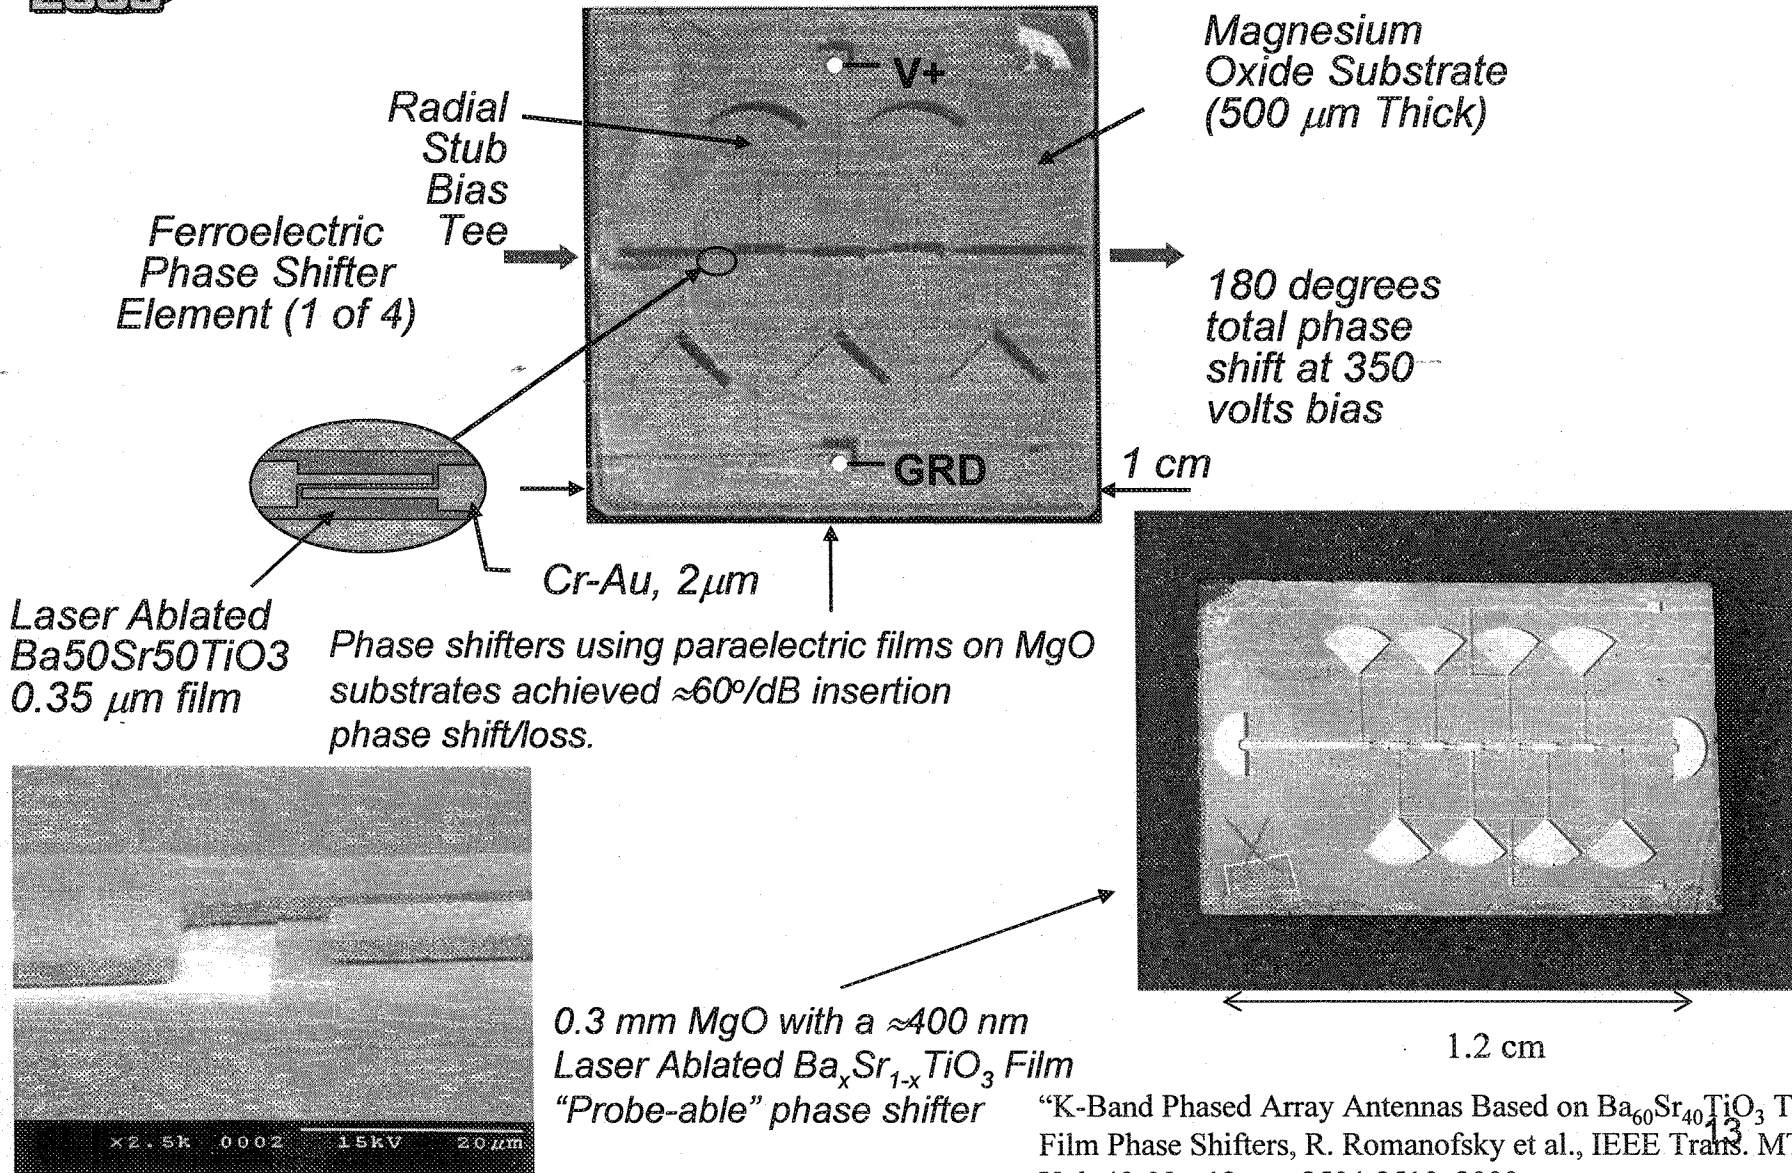 V+
Magnesium
Oxide Substrate
(500 μm Thick)
Radial
Stub
Bias
Tee
Ferroelectric
Phase Shifter
Element (1 of 4)
180 degrees
total phase
shift at 350
volts bias
GRD
1 cm
Cr-Au, 2μm
Laser Ablated
Ba50Sr50TiO3
0.35 μm film
Phase shifters using paraelectric films on MgO
substrates achieved ≈60º/dB insertion
phase shift/loss.
x2.5k 0002 15kV 20μm
0.3 mm MgO with a ≈400 nm
Laser Ablated BaxSr1-xTiO3 Film
“Probe-able” phase shifter
1.2 cm
“K-Band Phased Array Antennas Based on Ba60Sr40TiO3 T
Film Phase Shifters, R. Romanofsky et al., IEEE Trans. MT
13